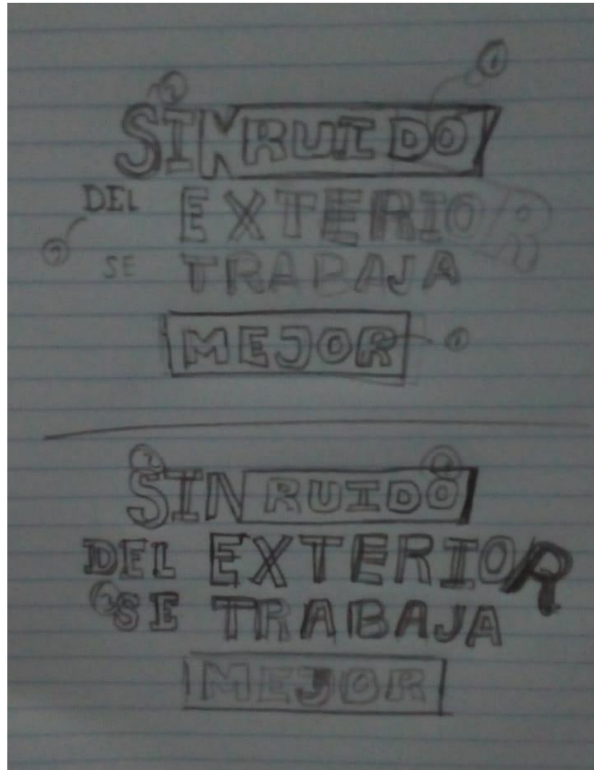 SIN RUIDO
DEL EXTERIOR
SE TRABAJA
MEJOR
SIN RUIDO
DEL EXTERIOR
SE TRABAJA
MEJOR